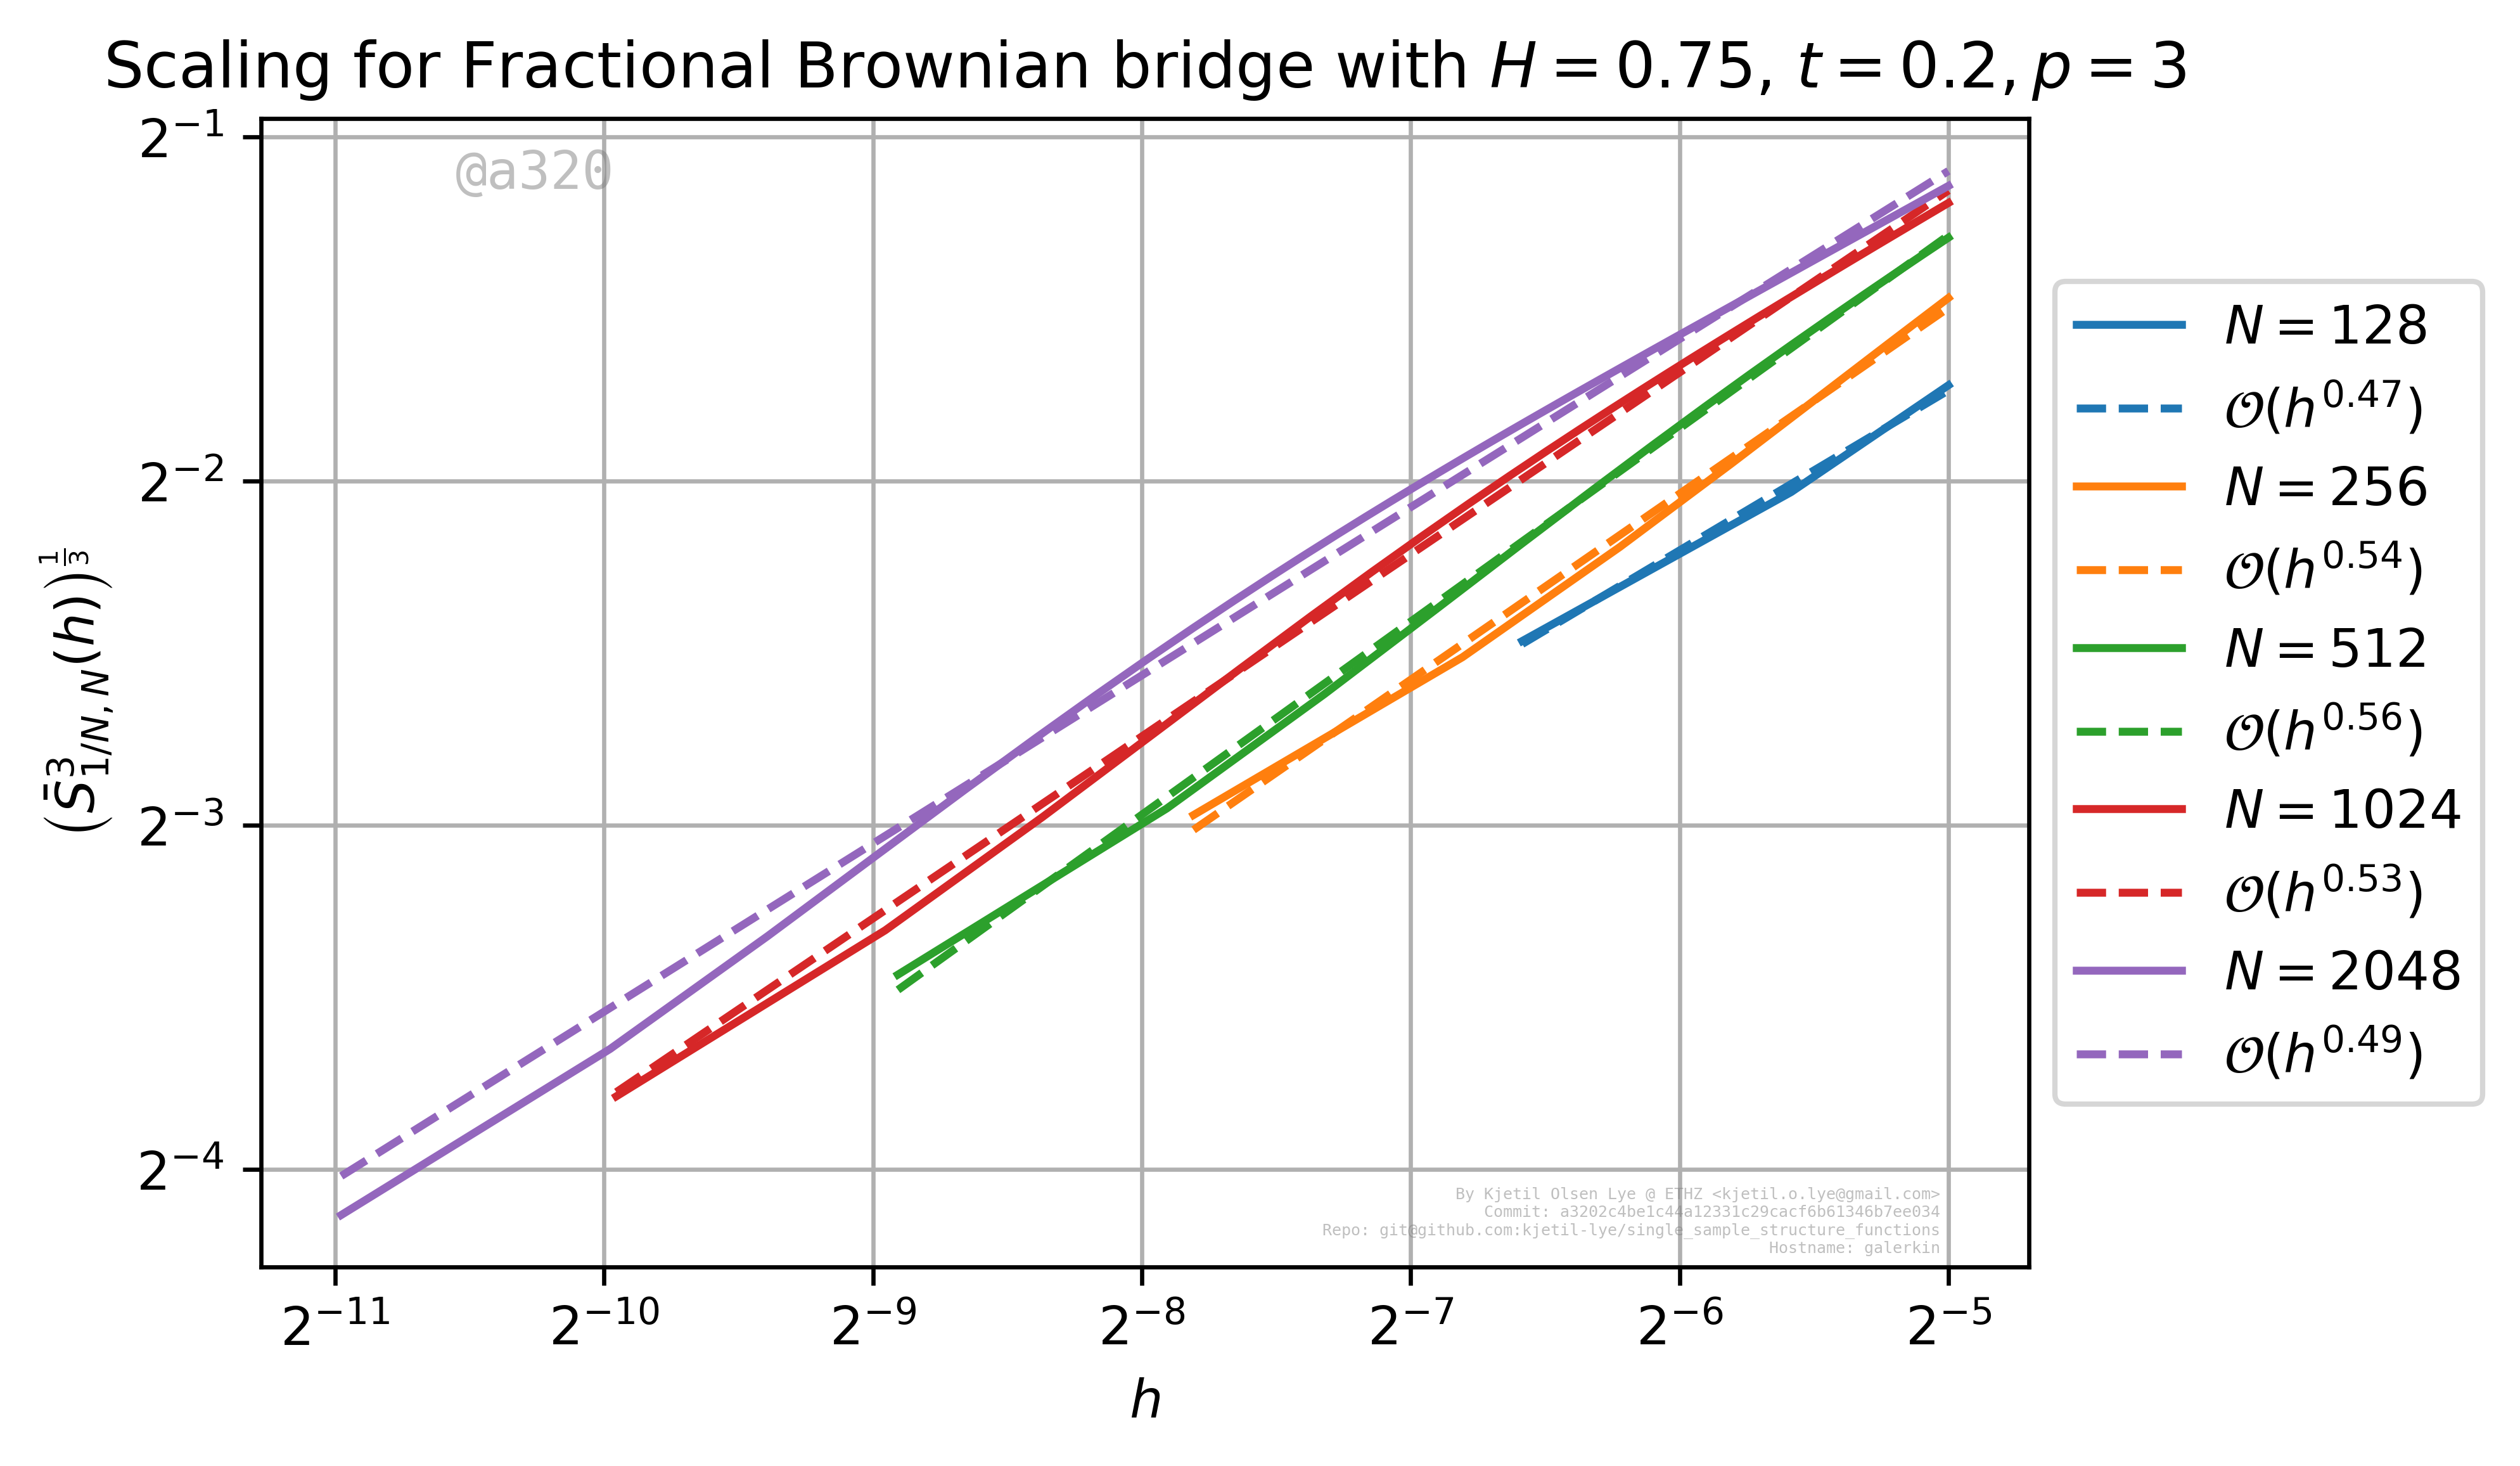 Scaling for Fractional Brownian bridge with H = 0.75, t = 0.2, p = 3
2⁻¹
2⁻²
2⁻³
2⁻⁴
(S̄³₁/N,N(h))^(1/3)
@a320
By Kjetil Olsen Lye @ ETHZ <kjetil.o.lye@gmail.com>
Commit: a3202c4be1c44a12331c29cacf6b61346b7ee034
Repo: git@github.com:kjetil-lye/single_sample_structure_functions
Hostname: galerkin
2⁻¹¹ 2⁻¹⁰ 2⁻⁹ 2⁻⁸ 2⁻⁷ 2⁻⁶ 2⁻⁵
h
N = 128
𝒪(h^0.47)
N = 256
𝒪(h^0.54)
N = 512
𝒪(h^0.56)
N = 1024
𝒪(h^0.53)
N = 2048
𝒪(h^0.49)